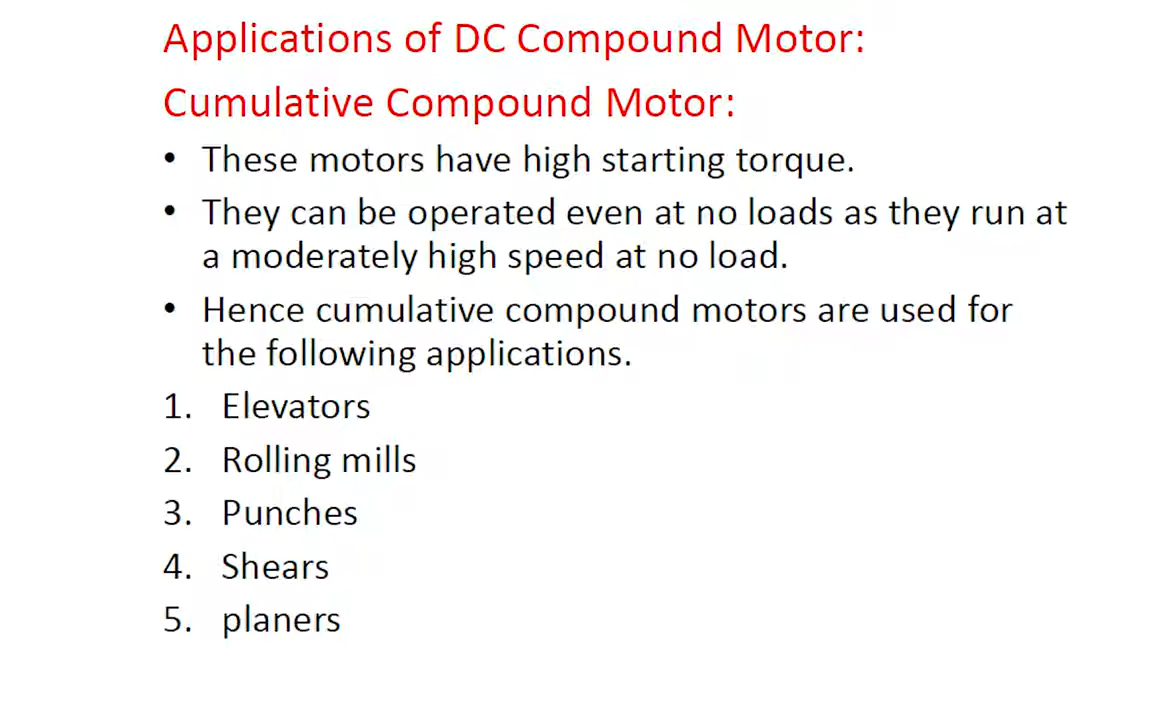 Applications of DC Compound Motor:
Cumulative Compound Motor:
• These motors have high starting torque.
• They can be operated even at no loads as they run at
a moderately high speed at no load.
• Hence cumulative compound motors are used for
the following applications.
1. Elevators
2. Rolling mills
3. Punches
4. Shears
5. planers